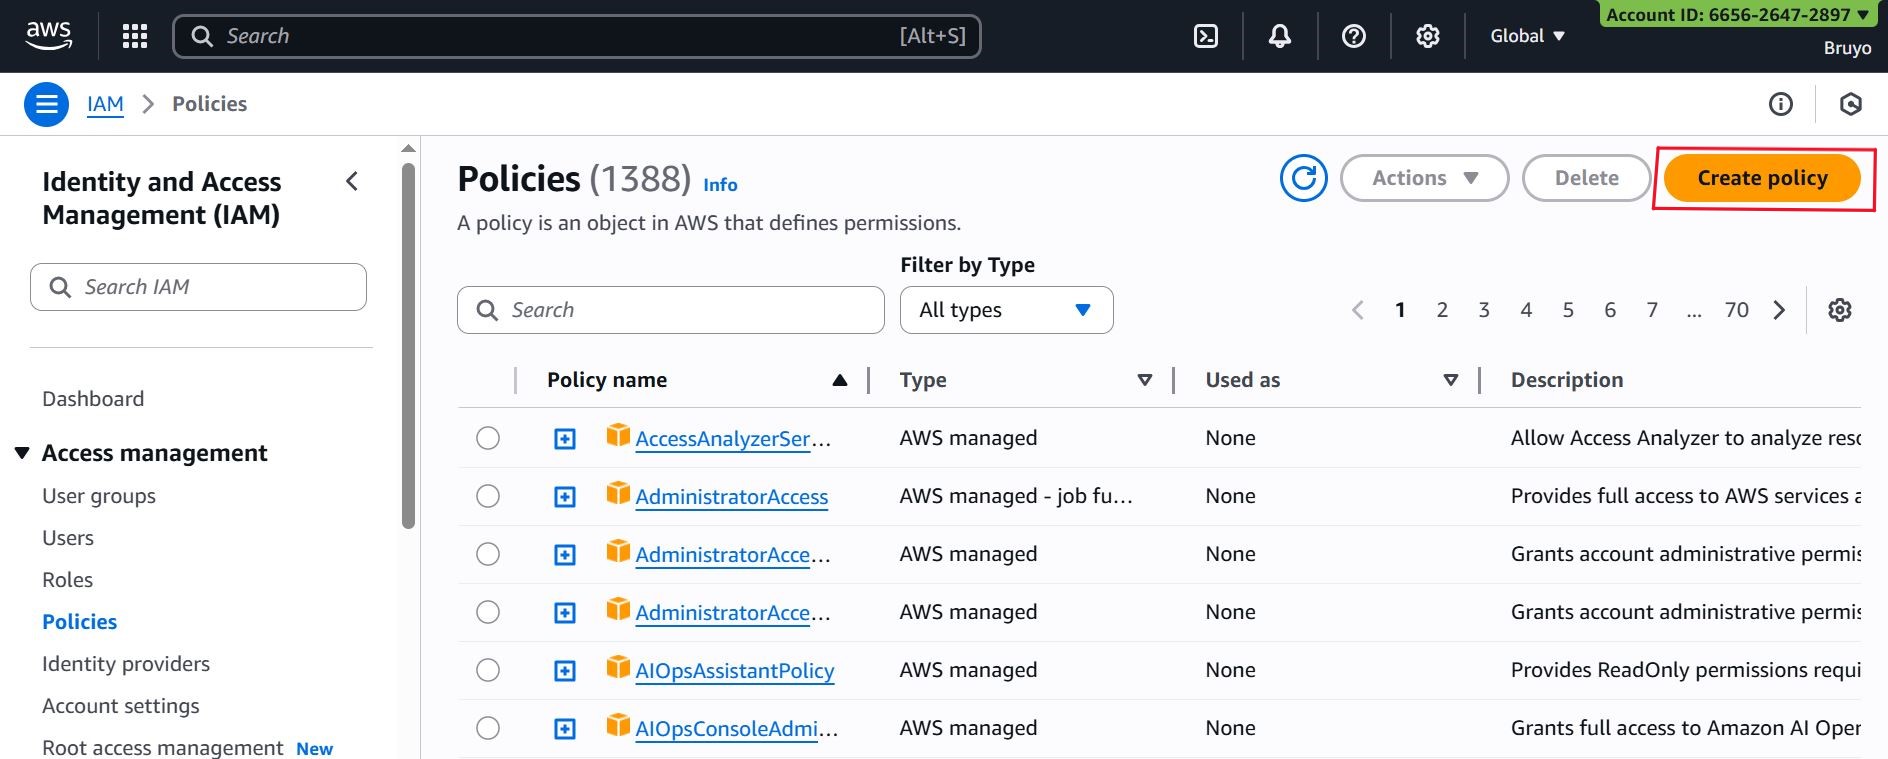 aws
Search
[Alt+S]
Global
Account ID: 6656-2647-2897
Bruyo
IAM
Policies
Identity and Access
Management (IAM)
Search IAM
Dashboard
Access management
User groups
Users
Roles
Policies
Identity providers
Account settings
Root access management New
Policies (1388) Info
A policy is an object in AWS that defines permissions.
Actions
Delete
Create policy
Filter by Type
Search
All types
1 2 3 4 5 6 7 ... 70
Policy name Type Used as Description
AccessAnalyzerSer... AWS managed None Allow Access Analyzer to analyze
AdministratorAccess AWS managed - job fu... None Provides full access to AWS services
AdministratorAcce... AWS managed None Grants account administrative
AdministratorAcce... AWS managed None Grants account administrative
AIOpsAssistantPolicy AWS managed None Provides ReadOnly permissions
AIOpsConsoleAdmi... AWS managed None Grants full access to Amazon AI